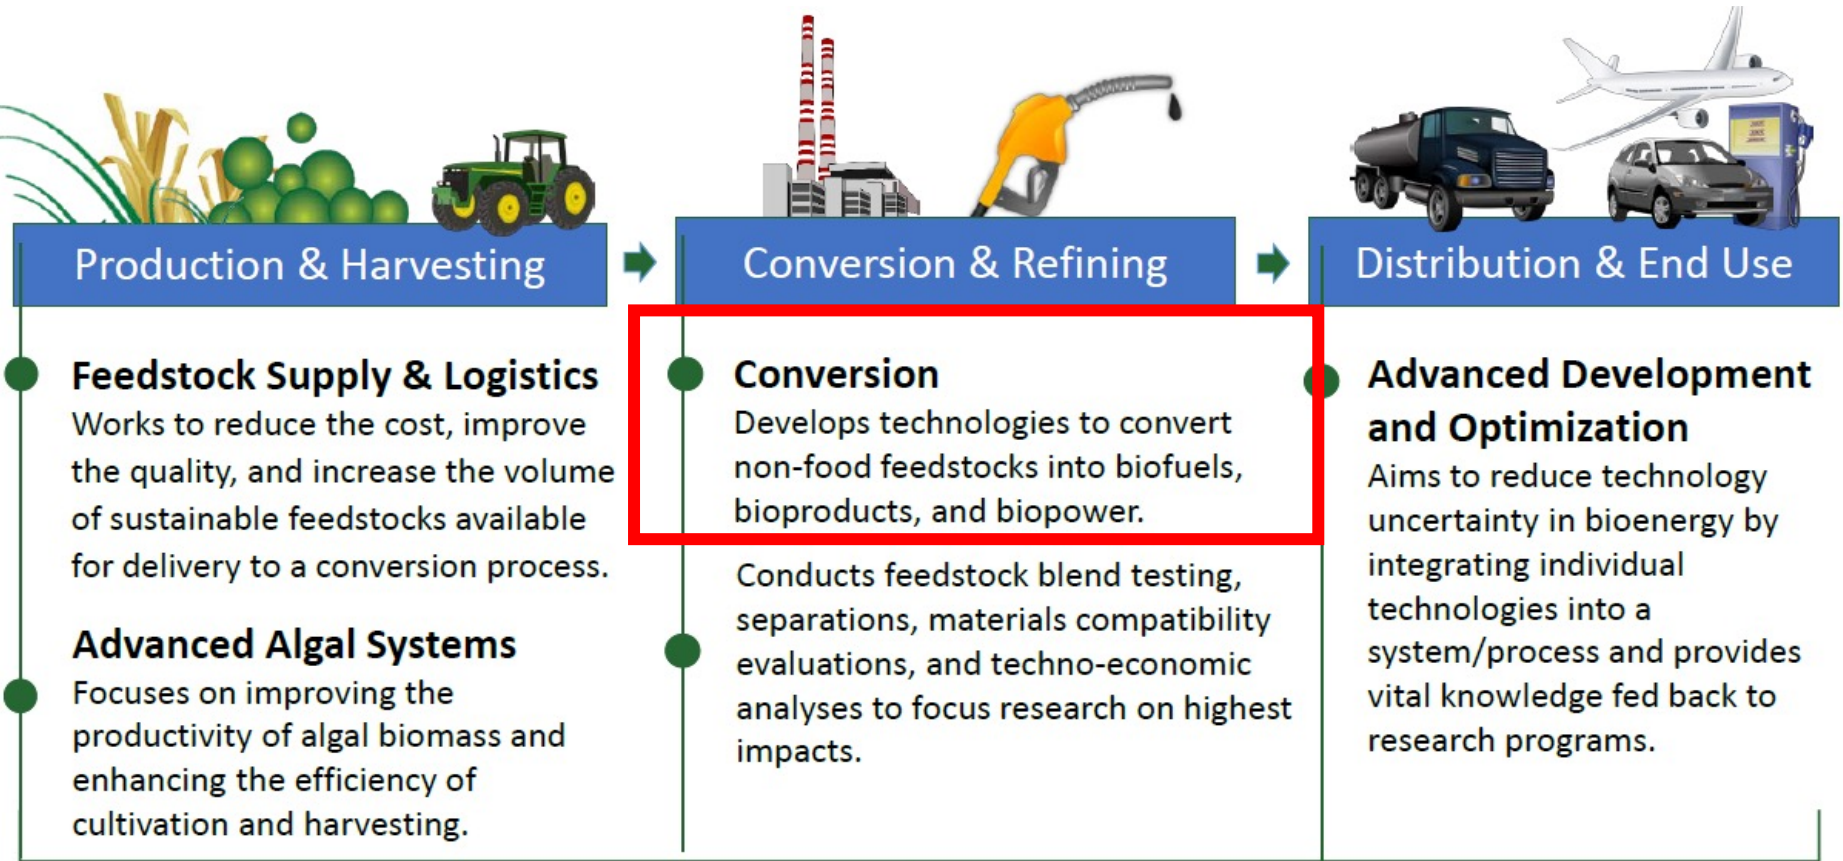 Production & Harvesting
Feedstock Supply & Logistics
Works to reduce the cost, improve
the quality, and increase the volume
of sustainable feedstocks available
for delivery to a conversion process.
Advanced Algal Systems
Focuses on improving the
productivity of algal biomass and
enhancing the efficiency of
cultivation and harvesting.
Conversion & Refining
Conversion
Develops technologies to convert
non-food feedstocks into biofuels,
bioproducts, and biopower.
Conducts feedstock blend testing,
separations, materials compatibility
evaluations, and techno-economic
analyses to focus research on highest
impacts.
Distribution & End Use
Advanced Development
and Optimization
Aims to reduce technology
uncertainty in bioenergy by
integrating individual
technologies into a
system/process and provides
vital knowledge fed back to
research programs.